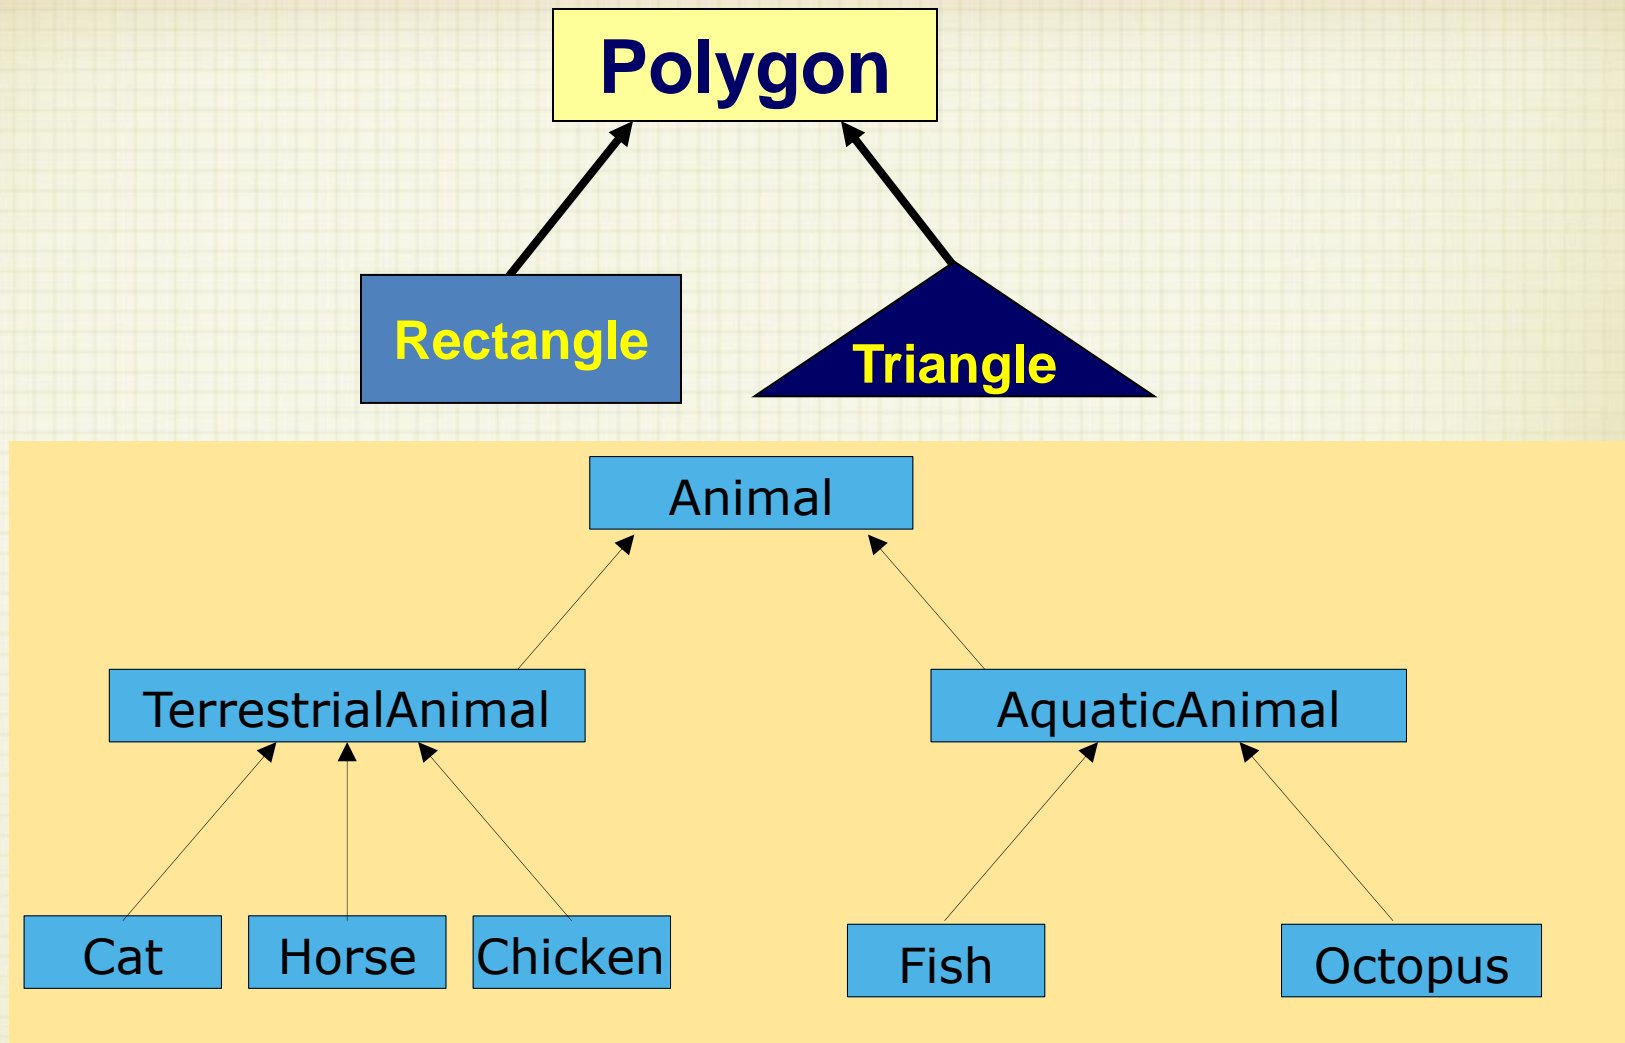 Polygon
Rectangle
Triangle
Animal
TerrestrialAnimal
AquaticAnimal
Cat
Horse
Chicken
Fish
Octopus